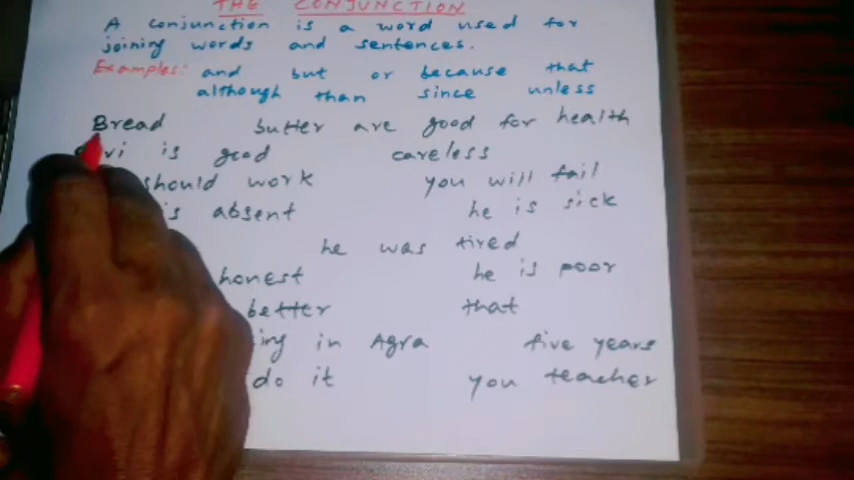 THE CONJUNCTION
A conjunction is a word used for
joining words and sentences.
Examples: and but or because that
although than since unless
Bread butter are good for health
is good careless
should work you will fail
is absent he is sick
he was tired
honest he is poor
better that
in Agra five years
do it you teacher